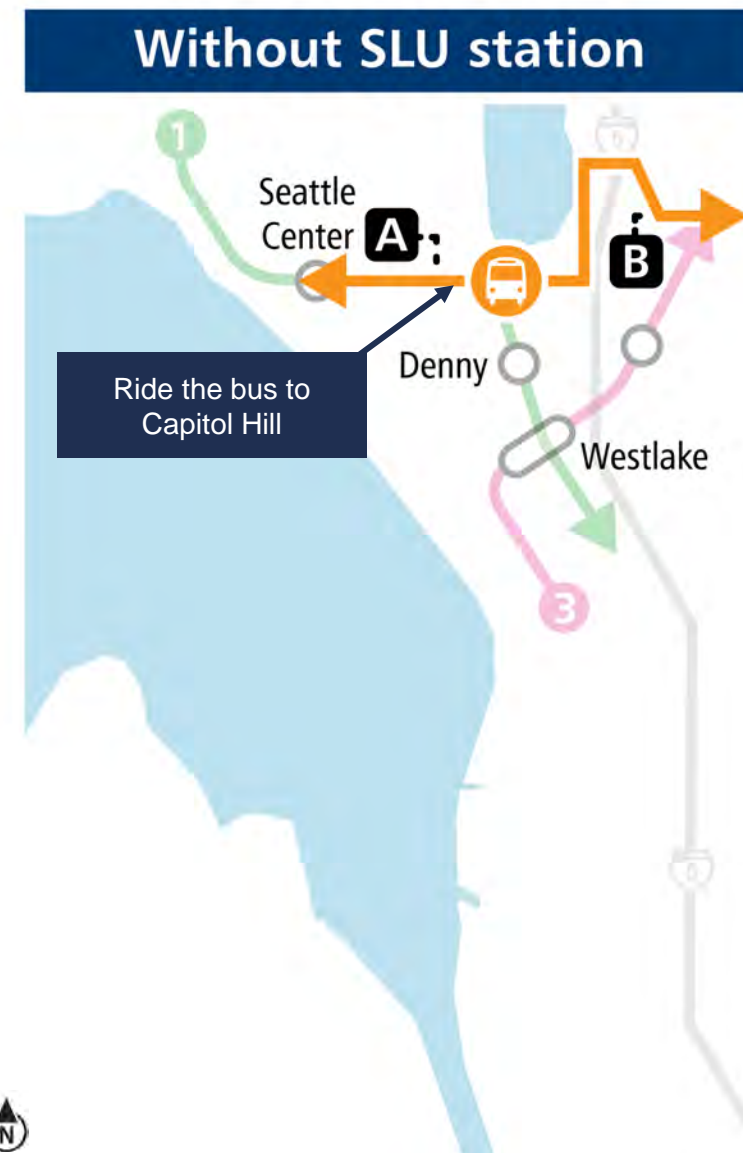 Without SLU station
1
Seattle
Center
A
B
Ride the bus to
Capitol Hill
Denny
Westlake
3
N